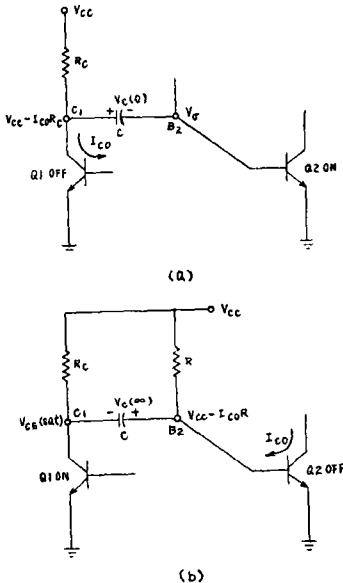 VCC
RC
VC(0)
VCC-ICORC C1 + - Vσ
C B2
ICO
Q1 OFF Q2 ON
(a)
VCC
RC R
VC(∞)
VCE(sat) C1 - + VCC-ICOR
C B2
ICO
Q1 ON Q2 OFF
(b)